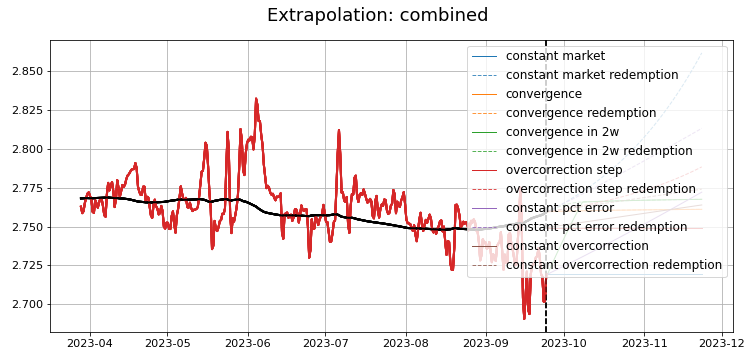 Extrapolation: combined
2.850
2.825
2.800
2.775
2.750
2.725
2.700
constant market
constant market redemption
convergence
convergence redemption
convergence in 2w
convergence in 2w redemption
overcorrection step
overcorrection step redemption
constant pct error
constant pct error redemption
constant overcorrection
constant overcorrection redemption
2023-04 2023-05 2023-06 2023-07 2023-08 2023-09 2023-10 2023-11 2023-12